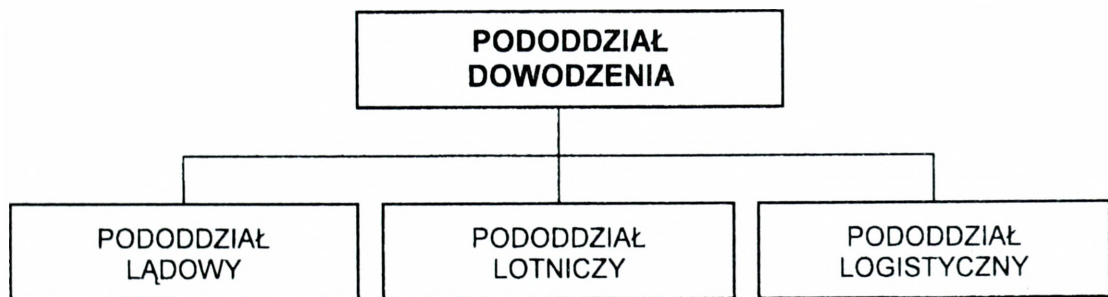 PODODDZIAŁ
DOWODZENIA
PODODDZIAŁ
LĄDOWY
PODODDZIAŁ
LOTNICZY
PODODDZIAŁ
LOGISTYCZNY